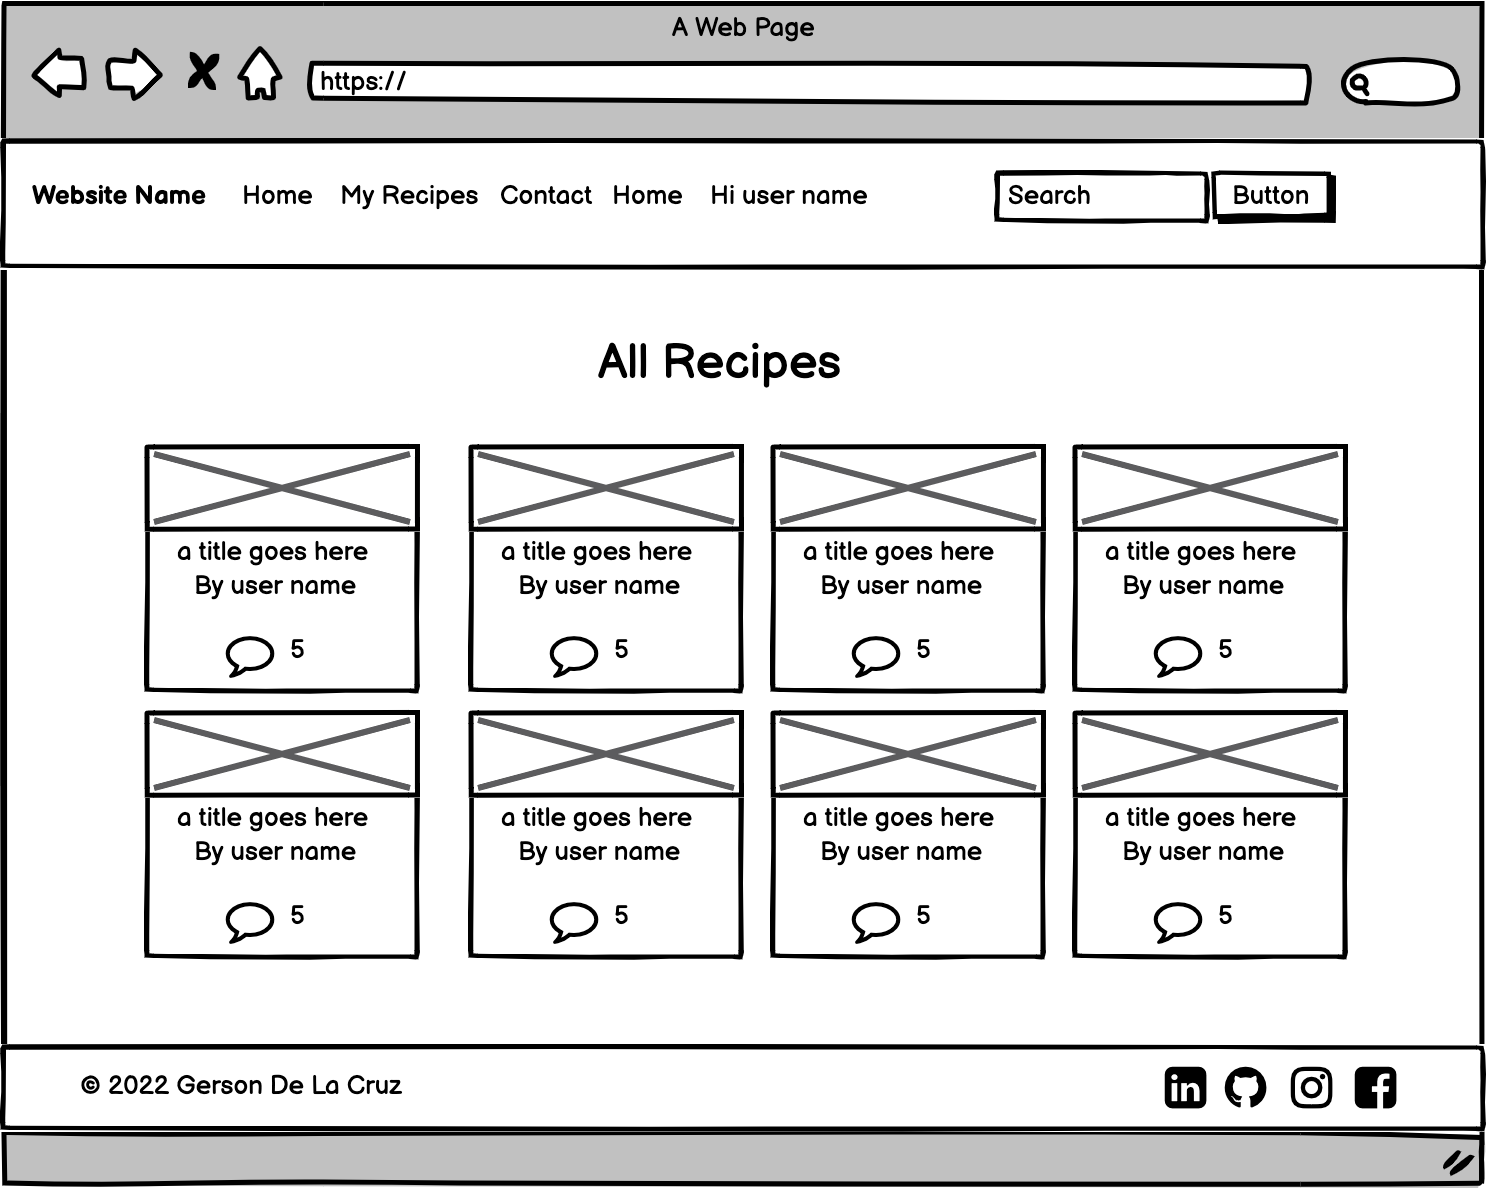 A Web Page
https://
Website Name Home My Recipes Contact Home Hi user name Search Button
All Recipes
a title goes here a title goes here a title goes here a title goes here
By user name By user name By user name By user name
5 5 5 5
a title goes here a title goes here a title goes here a title goes here
By user name By user name By user name By user name
5 5 5 5
© 2022 Gerson De La Cruz in